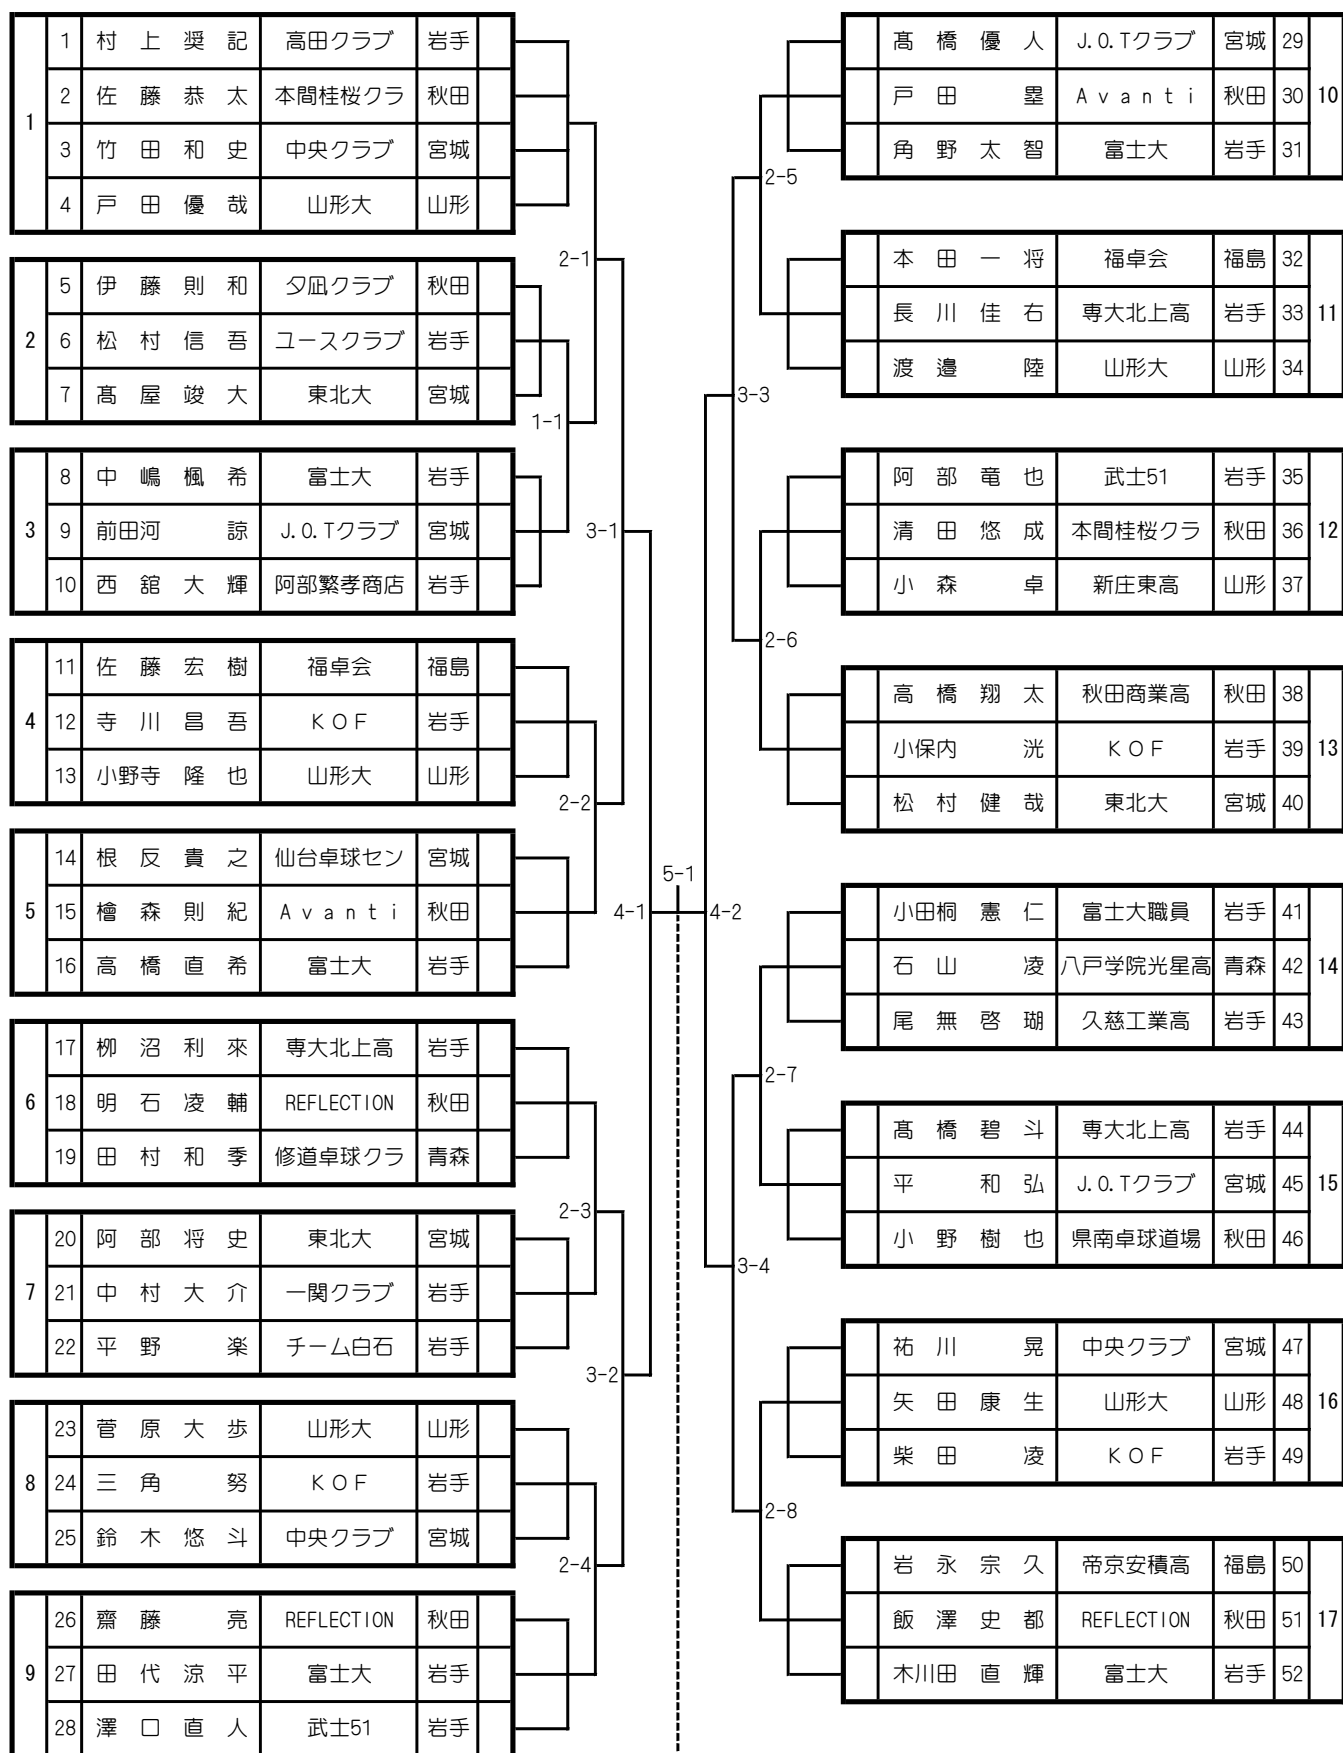 1
1 村上奨記 高田クラブ 岩手
2 佐藤恭太 本間桂桜クラ 秋田
3 竹田和史 中央クラブ 宮城
4 戸田優哉 山形大 山形
2
5 伊藤則和 夕凪クラブ 秋田
6 松村信吾 ユースクラブ 岩手
7 髙屋竣大 東北大 宮城
3
8 中嶋楓希 富士大 岩手
9 前田河諒 J.O.Tクラブ 宮城
10 西舘大輝 阿部繁孝商店 岩手
4
11 佐藤宏樹 福卓会 福島
12 寺川昌吾 KOF 岩手
13 小野寺隆也 山形大 山形
5
14 根反貴之 仙台卓球セン 宮城
15 檜森則紀 Avanti 秋田
16 高橋直希 富士大 岩手
6
17 栁沼利來 専大北上高 岩手
18 明石凌輔 REFLECTION 秋田
19 田村和季 修道卓球クラ 青森
7
20 阿部将史 東北大 宮城
21 中村大介 一関クラブ 岩手
22 平野楽 チーム白石 岩手
8
23 菅原大歩 山形大 山形
24 三角努 KOF 岩手
25 鈴木悠斗 中央クラブ 宮城
9
26 齋藤亮 REFLECTION 秋田
27 田代涼平 富士大 岩手
28 澤口直人 武士51 岩手
2-1
1-1
3-1
2-2
4-1
2-3
3-2
2-4
5-1
4-2
2-5
3-3
2-6
2-7
3-4
2-8
髙橋優人 J.O.Tクラブ 宮城 29
戸田塁 Avanti 秋田 30
角野太智 富士大 岩手 31
10
本田一将 福卓会 福島 32
長川佳右 専大北上高 岩手 33
渡邉陸 山形大 山形 34
11
阿部竜也 武士51 岩手 35
清田悠成 本間桂桜クラ 秋田 36
小森卓 新庄東高 山形 37
12
高橋翔太 秋田商業高 秋田 38
小保内洸 KOF 岩手 39
松村健哉 東北大 宮城 40
13
小田桐憲仁 富士大職員 岩手 41
石山凌 八戸学院光星高 青森 42
尾無啓瑚 久慈工業高 岩手 43
14
髙橋碧斗 専大北上高 岩手 44
平和弘 J.O.Tクラブ 宮城 45
小野樹也 県南卓球道場 秋田 46
15
祐川晃 中央クラブ 宮城 47
矢田康生 山形大 山形 48
柴田凌 KOF 岩手 49
16
岩永宗久 帝京安積高 福島 50
飯澤史都 REFLECTION 秋田 51
木川田直輝 富士大 岩手 52
17